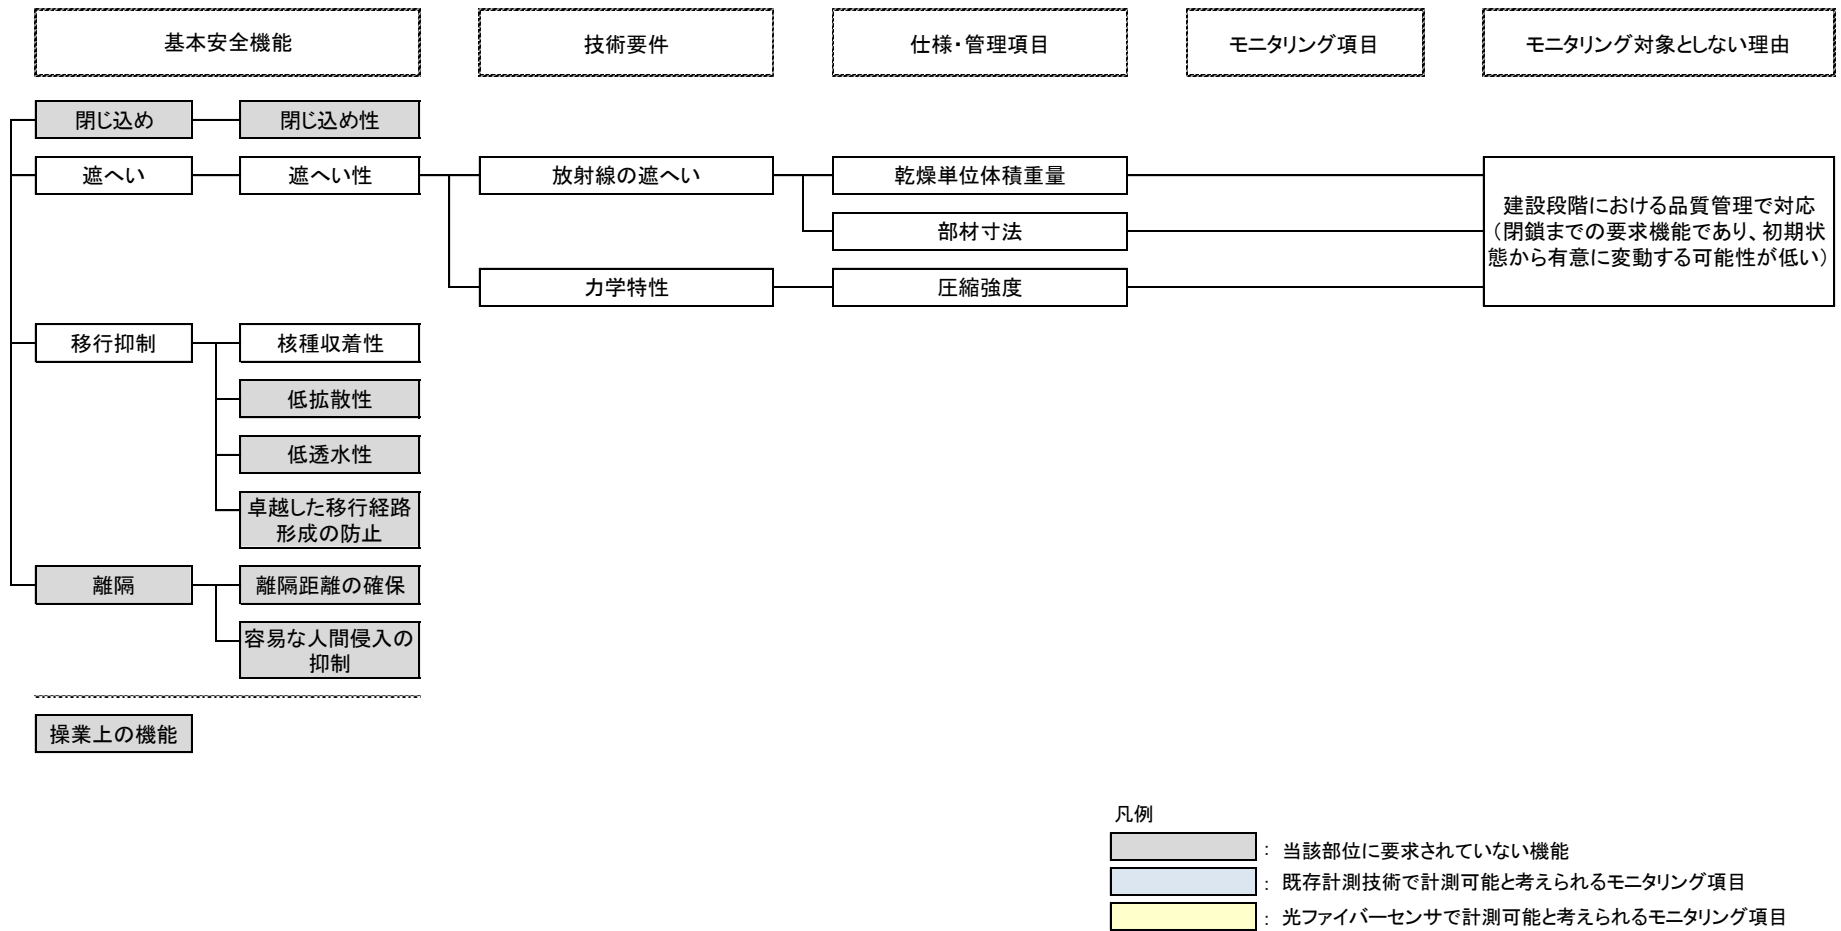 基本安全機能
技術要件
仕様・管理項目
モニタリング項目
モニタリング対象としない理由
閉じ込め
閉じ込め性
遮へい
遮へい性
放射線の遮へい
乾燥単位体積重量
建設段階における品質管理で対応
（閉鎖までの要求機能であり、初期状
態から有意に変動する可能性が低い）
部材寸法
力学特性
圧縮強度
移行抑制
核種収着性
低拡散性
低透水性
卓越した移行経路
形成の防止
離隔
離隔距離の確保
容易な人間侵入の
抑制
操業上の機能
凡例
： 当該部位に要求されていない機能
： 既存計測技術で計測可能と考えられるモニタリング項目
： 光ファイバーセンサで計測可能と考えられるモニタリング項目